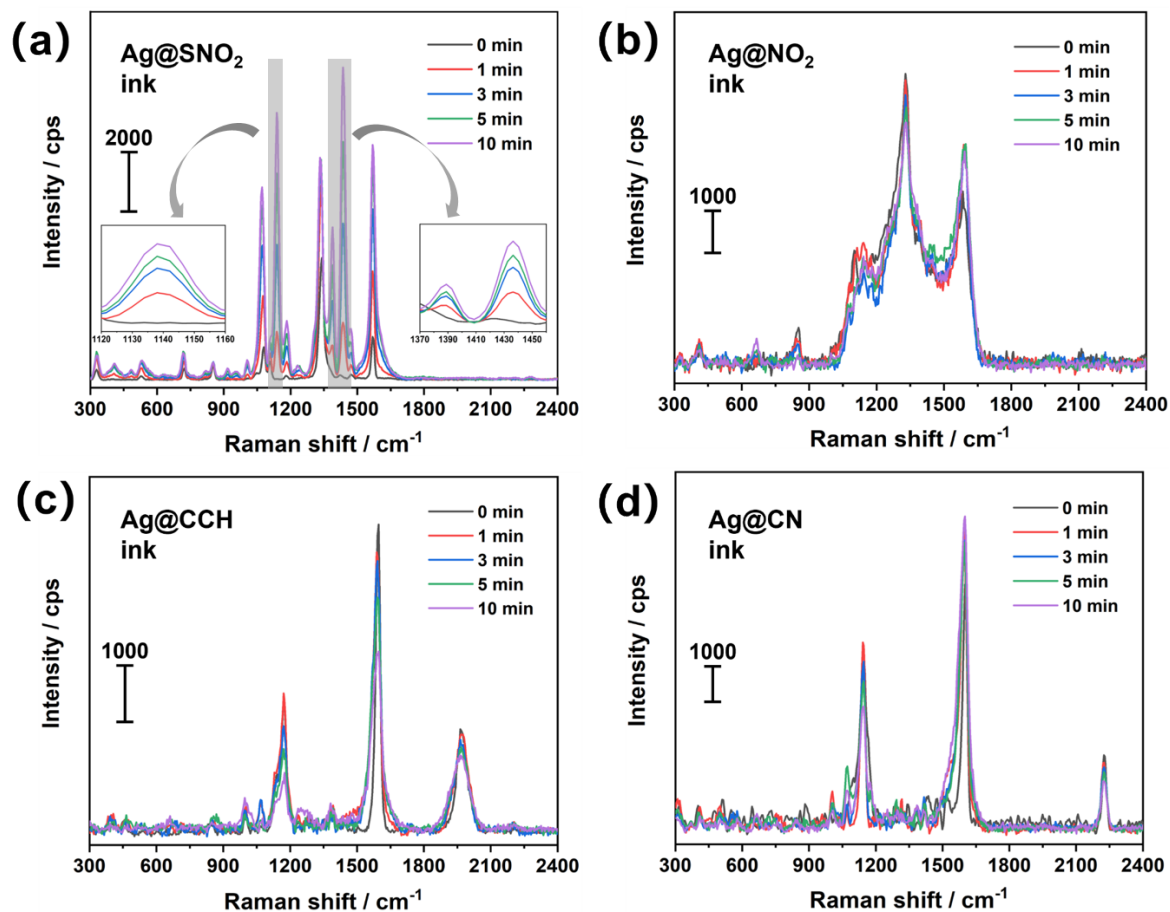 (a)
Ag@SNO₂
ink
0 min
1 min
3 min
5 min
10 min
2000
1120 1130 1140 1150 1160
1370 1390 1410 1430 1450
Intensity / cps
300 600 900 1200 1500 1800 2100 2400
Raman shift / cm⁻¹
(b)
Ag@NO₂
ink
0 min
1 min
3 min
5 min
10 min
1000
Intensity / cps
300 600 900 1200 1500 1800 2100 2400
Raman shift / cm⁻¹
(c)
Ag@CCH
ink
0 min
1 min
3 min
5 min
10 min
1000
Intensity / cps
300 600 900 1200 1500 1800 2100 2400
Raman shift / cm⁻¹
(d)
Ag@CN
ink
0 min
1 min
3 min
5 min
10 min
1000
Intensity / cps
300 600 900 1200 1500 1800 2100 2400
Raman shift / cm⁻¹